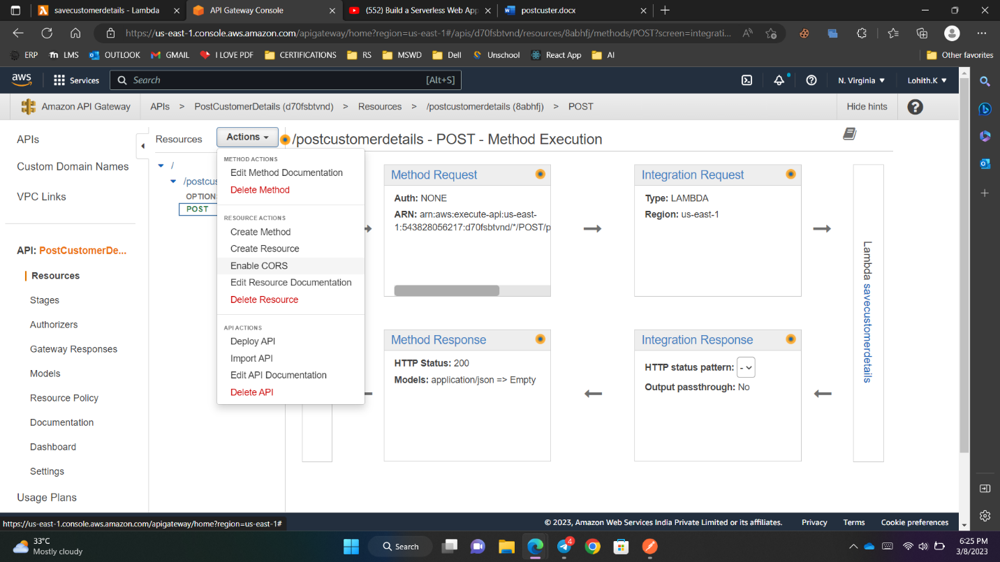 savecustomerdetails - Lambda
API Gateway Console
(552) Build a Serverless Web App
postcuster.docx
https://us-east-1.console.aws.amazon.com/apigateway/home?region=us-east-1#/apis/d70fsbtvnd/resources/8abhfj/methods/POST?screen=integrati...
ERP LMS OUTLOOK GMAIL I LOVE PDF CERTIFICATIONS RS MSWD Dell Unschool React App AI Other favorites
aws Services Search [Alt+S] N. Virginia Lohith.K
Amazon API Gateway APIs > PostCustomerDetails (d70fsbtvnd) > Resources > /postcustomerdetails (8abhfj) > POST Hide hints
APIs
Custom Domain Names
VPC Links
API: PostCustomerDe...
Resources
Stages
Authorizers
Gateway Responses
Models
Resource Policy
Documentation
Dashboard
Settings
Usage Plans
Resources
Actions
/
/postcus
OPTION
POST
METHOD ACTIONS
Edit Method Documentation
Delete Method
RESOURCE ACTIONS
Create Method
Create Resource
Enable CORS
Edit Resource Documentation
Delete Resource
API ACTIONS
Deploy API
Import API
Edit API Documentation
Delete API
/postcustomerdetails - POST - Method Execution
Method Request
Auth: NONE
ARN: arn:aws:execute-api:us-east-
1:543828056217:d70fsbtvnd/*/POST/p
Integration Request
Type: LAMBDA
Region: us-east-1
Lambda savecustomerdetails
Method Response
HTTP Status: 200
Models: application/json => Empty
Integration Response
HTTP status pattern: -
Output passthrough: No
https://us-east-1.console.aws.amazon.com/apigateway/home?region=us-east-1#
© 2023, Amazon Web Services India Private Limited or its affiliates. Privacy Terms Cookie preferences
33°C
Mostly cloudy
Search
4
6:25 PM
3/8/2023